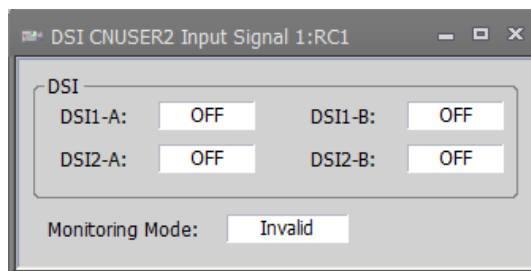 DSI CNUSER2 Input Signal 1:RC1
DSI
DSI1-A: OFF DSI1-B: OFF
DSI2-A: OFF DSI2-B: OFF
Monitoring Mode: Invalid